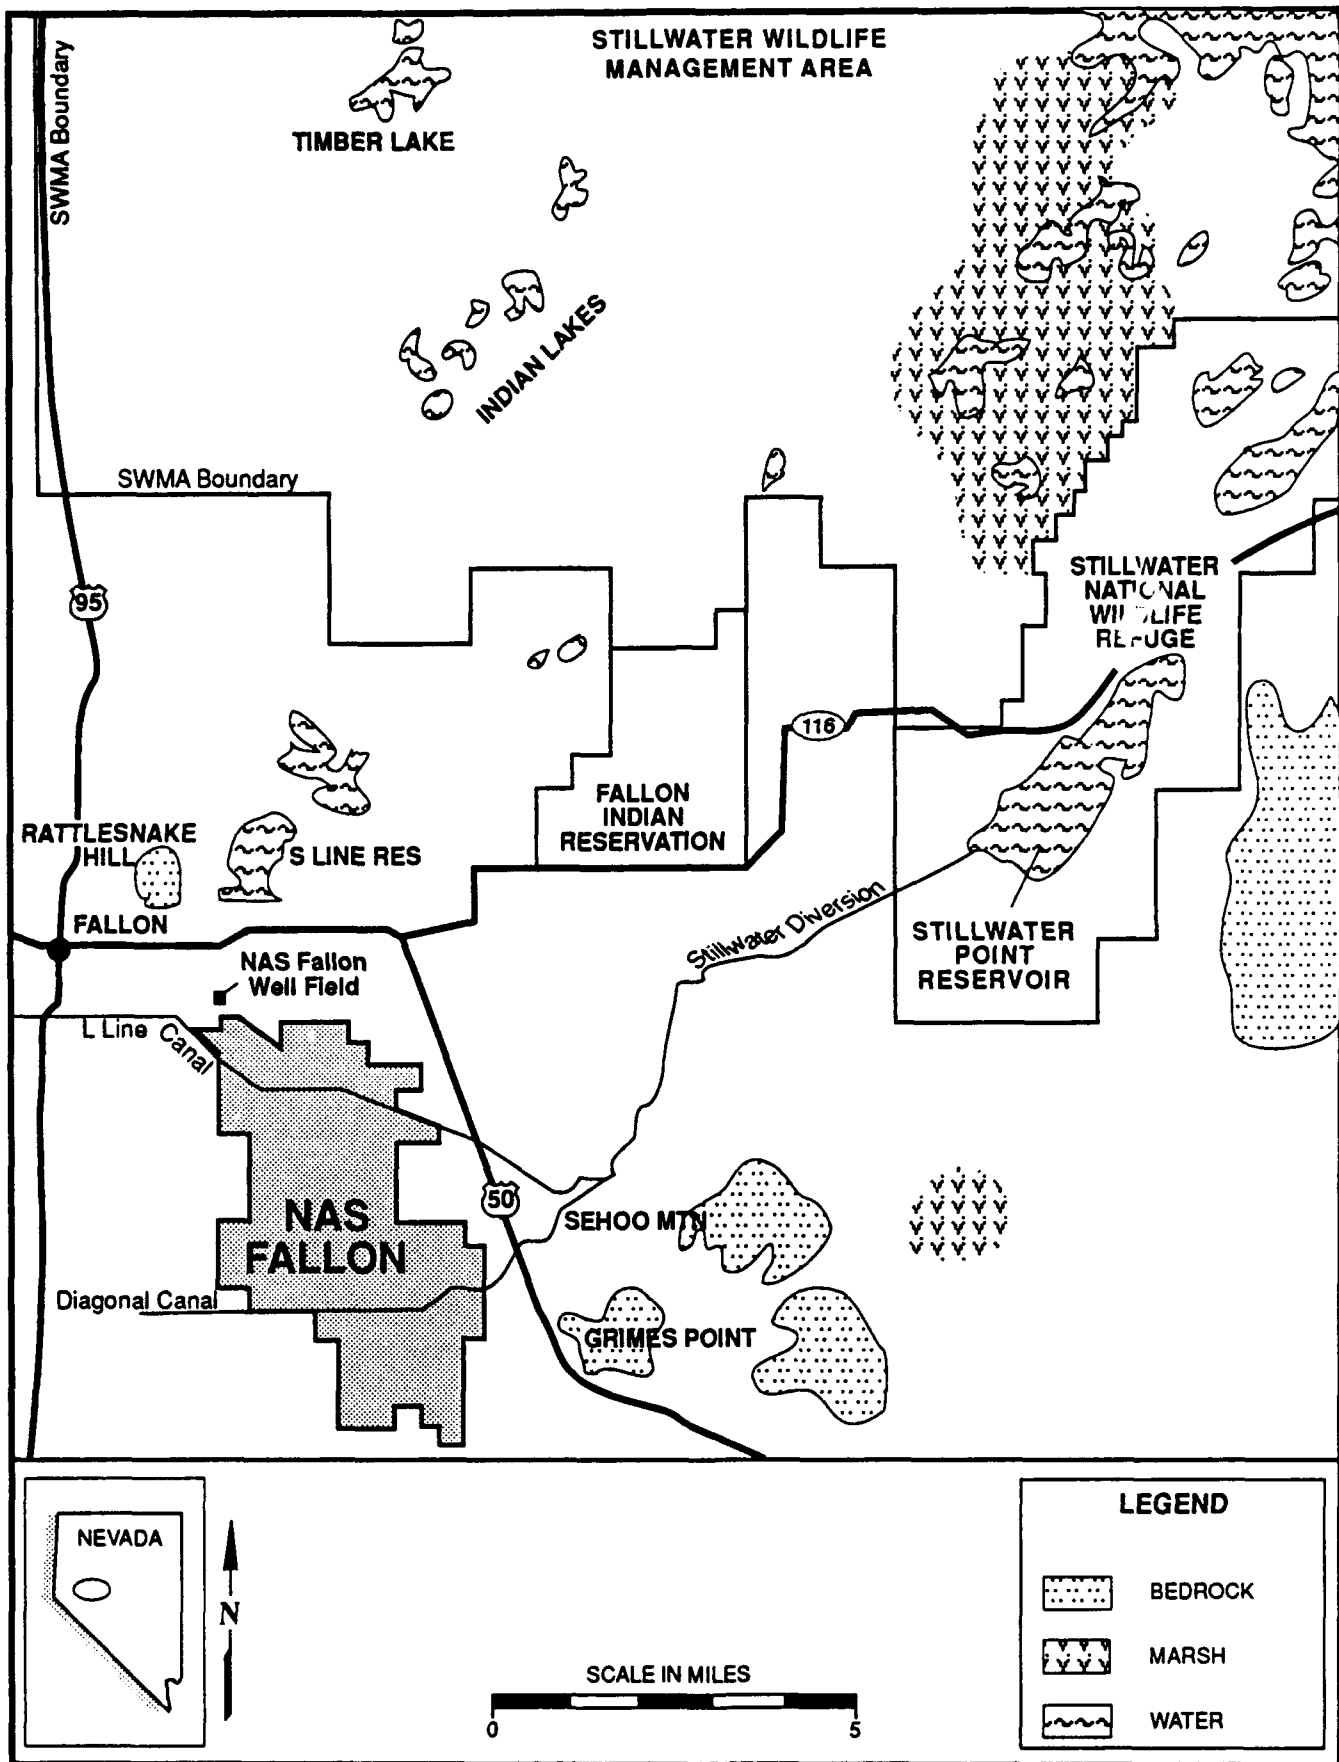 STILLWATER WILDLIFE
MANAGEMENT AREA
SWMA Boundary
TIMBER LAKE
INDIAN LAKES
SWMA Boundary
95
STILLWATER
NATIONAL
WILDLIFE
REFUGE
116
FALLON
INDIAN
RESERVATION
RATTLESNAKE
HILL
S LINE RES
FALLON
Stillwater Diversion
STILLWATER
POINT
RESERVOIR
NAS Fallon
Well Field
L Line Canal
50
SEHOO MTN
NAS
FALLON
Diagonal Canal
GRIMES POINT
NEVADA
N
SCALE IN MILES
0 5
LEGEND
BEDROCK
MARSH
WATER